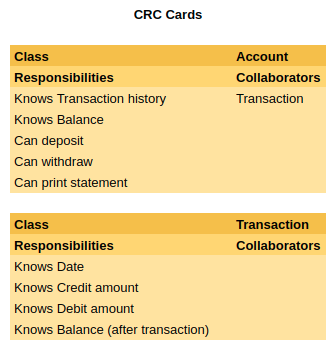 CRC Cards
Class Account
Responsibilities Collaborators
Knows Transaction history Transaction
Knows Balance
Can deposit
Can withdraw
Can print statement
Class Transaction
Responsibilities Collaborators
Knows Date
Knows Credit amount
Knows Debit amount
Knows Balance (after transaction)